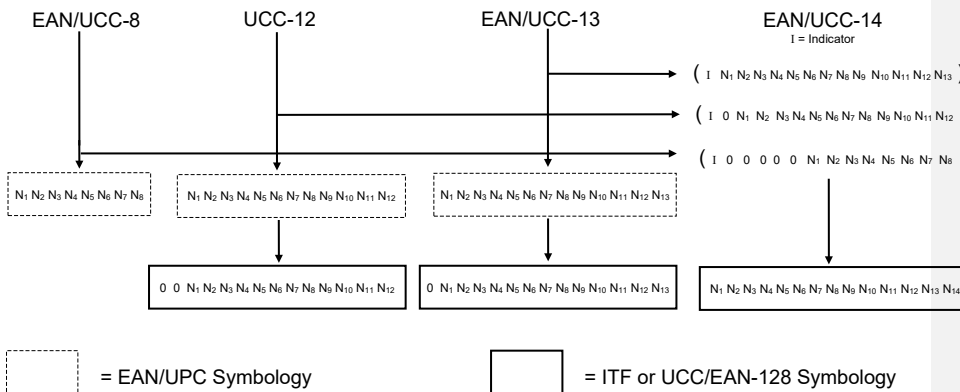 EAN/UCC-8 UCC-12 EAN/UCC-13 EAN/UCC-14
I = Indicator
( I N₁ N₂ N₃ N₄ N₅ N₆ N₇ N₈ N₉ N₁₀ N₁₁ N₁₂ N₁₃ )
( I 0 N₁ N₂ N₃ N₄ N₅ N₆ N₇ N₈ N₉ N₁₀ N₁₁ N₁₂
( I 0 0 0 0 0 N₁ N₂ N₃ N₄ N₅ N₆ N₇ N₈
N₁ N₂ N₃ N₄ N₅ N₆ N₇ N₈
N₁ N₂ N₃ N₄ N₅ N₆ N₇ N₈ N₉ N₁₀ N₁₁ N₁₂
N₁ N₂ N₃ N₄ N₅ N₆ N₇ N₈ N₉ N₁₀ N₁₁ N₁₂ N₁₃
0 0 N₁ N₂ N₃ N₄ N₅ N₆ N₇ N₈ N₉ N₁₀ N₁₁ N₁₂
0 N₁ N₂ N₃ N₄ N₅ N₆ N₇ N₈ N₉ N₁₀ N₁₁ N₁₂ N₁₃
N₁ N₂ N₃ N₄ N₅ N₆ N₇ N₈ N₉ N₁₀ N₁₁ N₁₂ N₁₃ N₁₄
= EAN/UPC Symbology
= ITF or UCC/EAN-128 Symbology